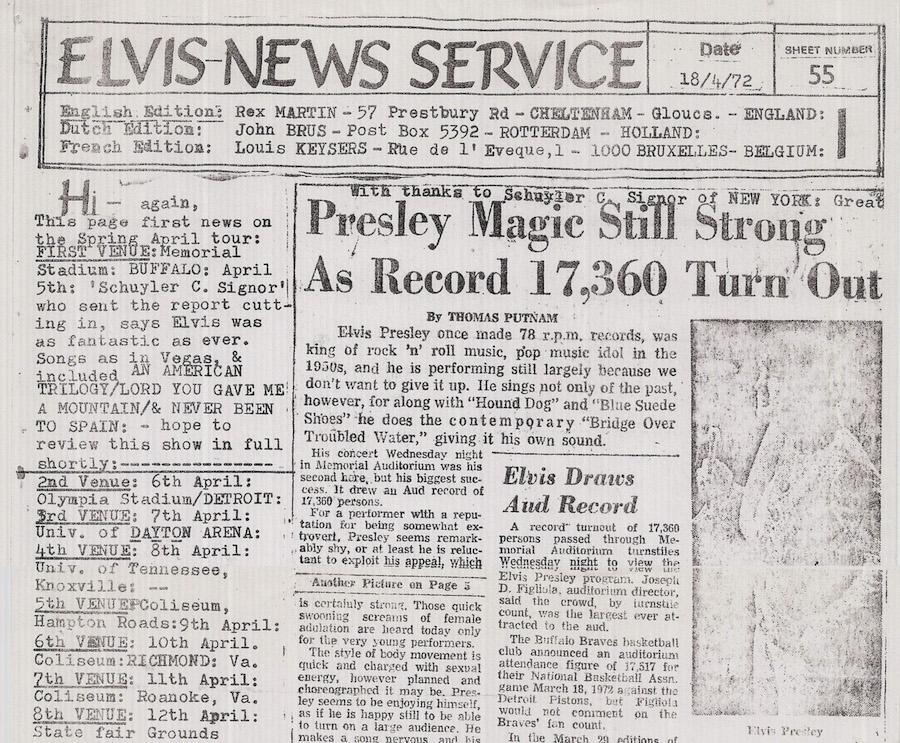 ELVIS-NEWS SERVICE
Date
18/4/72
SHEET NUMBER
55
English Edition: Rex MARTIN - 57 Prestbury Rd - CHELTENHAM - Gloucs. - ENGLAND:
Dutch Edition: John BRUS - Post Box 5392 - ROTTERDAM - HOLLAND:
French Edition: Louis KEYSERS - Rue de l' Eveque,1 - 1000 BRUXELLES- BELGIUM:
Hi - again,
This page first news on
the Spring April tour:
FIRST VENUE: Memorial
Stadium: BUFFALO: April
5th: 'Schuyler C. Signor'
who sent the report cutt-
ing in, says Elvis was
as fantastic as ever.
Songs as in Vegas, &
included AN AMERICAN
TRILOGY/LORD YOU GAVE ME
A MOUNTAIN/& NEVER BEEN
TO SPAIN: - hope to
review this show in full
shortly:-----------------
2nd Venue: 6th April:
Olympia Stadium/DETROIT:
3rd VENUE: 7th April:
Univ. of DAYTON ARENA:
4th VENUE: 8th April:
Univ. of Tennessee,
Knoxville: --
5th VENUE Coliseum,
Hampton Roads:9th April:
6th VENUE: 10th April.
Coliseum:RICHMOND: Va.
7th VENUE: 11th April:
Coliseum: Roanoke, Va.
8th VENUE: 12th April:
State fair Grounds
With thanks to Schuyler C. Signor of NEW YORK: Great
Presley Magic Still Strong
As Record 17,360 Turn Out
By THOMAS PUTNAM
Elvis Presley once made 78 r.p.m. records, was
king of rock 'n' roll music, pop music idol in the
1950s, and he is performing still largely because we
don't want to give it up. He sings not only of the past,
however, for along with "Hound Dog" and "Blue Suede
Shoes" he does the contemporary "Bridge Over
Troubled Water," giving it his own sound.
His concert Wednesday night
in Memorial Auditorium was his
second here, but his biggest suc-
cess. It drew an Aud record of
17,360 persons.
For a performer with a repu-
tation for being somewhat ex-
trovert, Presley seems remark-
ably shy, or at least he is reluc-
tant to exploit his appeal, which
Another Picture on Page 5
is certainly strong. Those quick
swooning screams of female
adulation are heard today only
for the very young performers.
The style of body movement is
quick and charged with sexual
energy, however planned and
choreographed it may be. Pres-
ley seems to be enjoying himself,
as if he is happy still to be able
to turn on a large audience. He
makes a song nervous and his
Elvis Draws
Aud Record
A record turnout of 17,360
persons passed through Me-
morial Auditorium turnstiles
Wednesday night to view the
Elvis Presley program. Joseph
D. Figliola, auditorium director,
said the crowd, by turnstile
count, was the largest ever at-
tracted to the aud.
The Buffalo Braves basketball
club announced an auditorium
attendance figure of 17,517 for
their National Basketball Assn.
game March 18, 1972 against the
Detroit Pistons, but Figliola
would not comment on the
Braves' fan count.
In the March 29 editions of
Elvis Presley